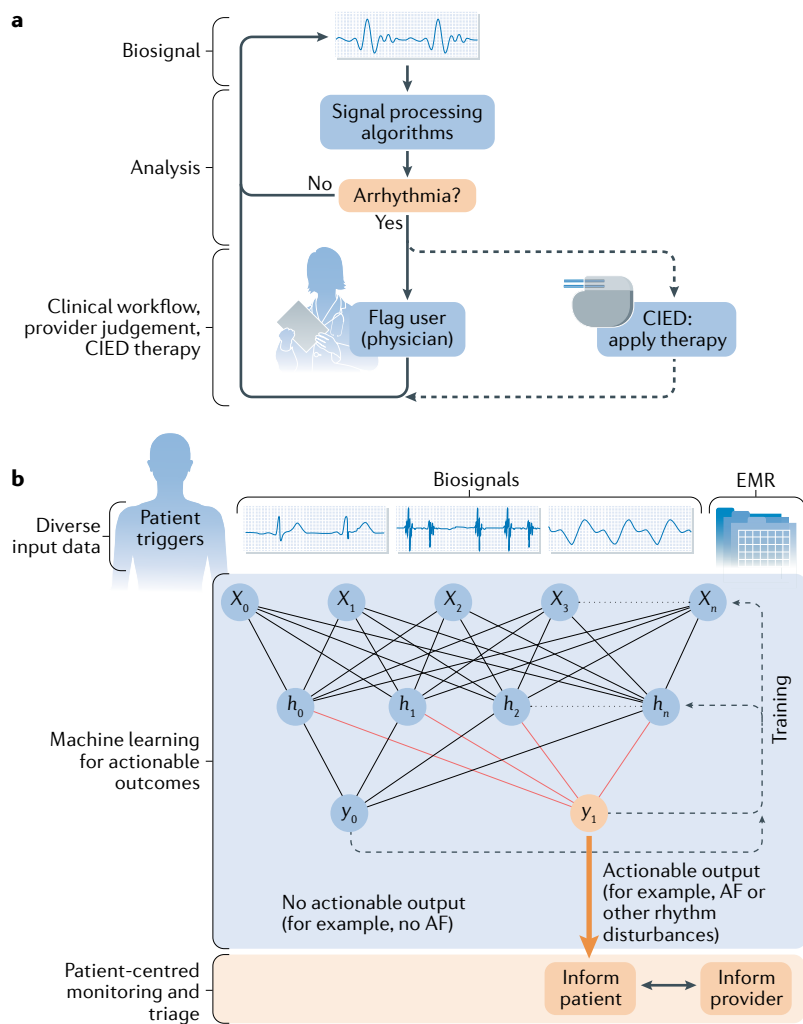 a
Biosignal
Signal processing
algorithms
Analysis
No
Arrhythmia?
Yes
Clinical workflow,
provider judgement,
CIED therapy
Flag user
(physician)
CIED:
apply therapy
b
Biosignals
EMR
Diverse
input data
Patient
triggers
X0 X1 X2 X3 Xn
h0 h1 h2 hn
Training
Machine learning
for actionable
outcomes
y0 y1
No actionable output
(for example, no AF)
Actionable output
(for example, AF or
other rhythm
disturbances)
Patient-centred
monitoring and
triage
Inform
patient
Inform
provider